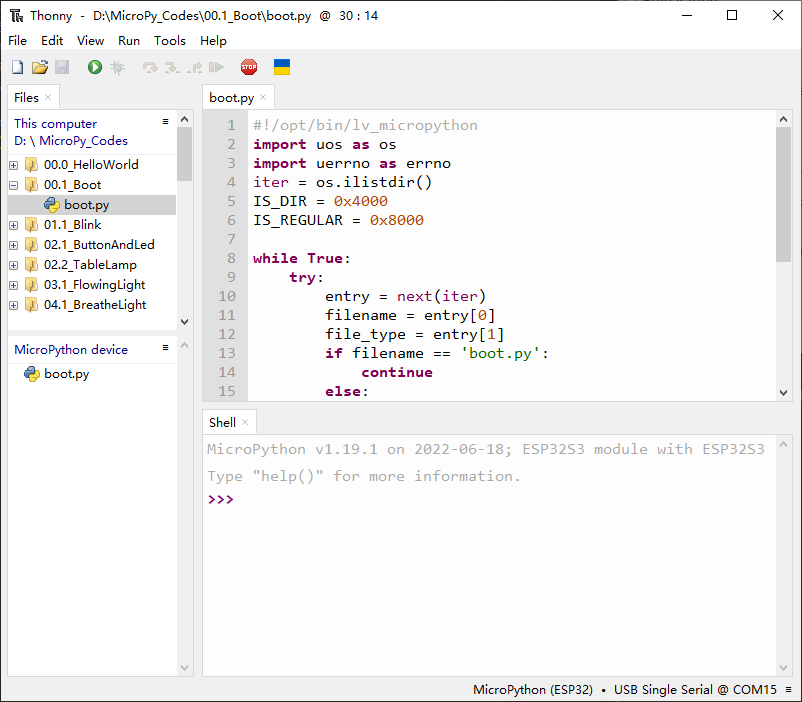 Thonny - D:\MicroPy_Codes\00.1_Boot\boot.py @ 30 : 14
File Edit View Run Tools Help
STOP
Files
This computer
D: \ MicroPy_Codes
00.0_HelloWorld
00.1_Boot
boot.py
01.1_Blink
02.1_ButtonAndLed
02.2_TableLamp
03.1_FlowingLight
04.1_BreatheLight
MicroPython device
boot.py
boot.py
1 #!/opt/bin/lv_micropython
2 import uos as os
3 import uerrno as errno
4 iter = os.ilistdir()
5 IS_DIR = 0x4000
6 IS_REGULAR = 0x8000
7
8 while True:
9     try:
10         entry = next(iter)
11         filename = entry[0]
12         file_type = entry[1]
13         if filename == 'boot.py':
14             continue
15         else:
Shell
MicroPython v1.19.1 on 2022-06-18; ESP32S3 module with ESP32S3
Type "help()" for more information.
>>>
MicroPython (ESP32) • USB Single Serial @ COM15 ≡